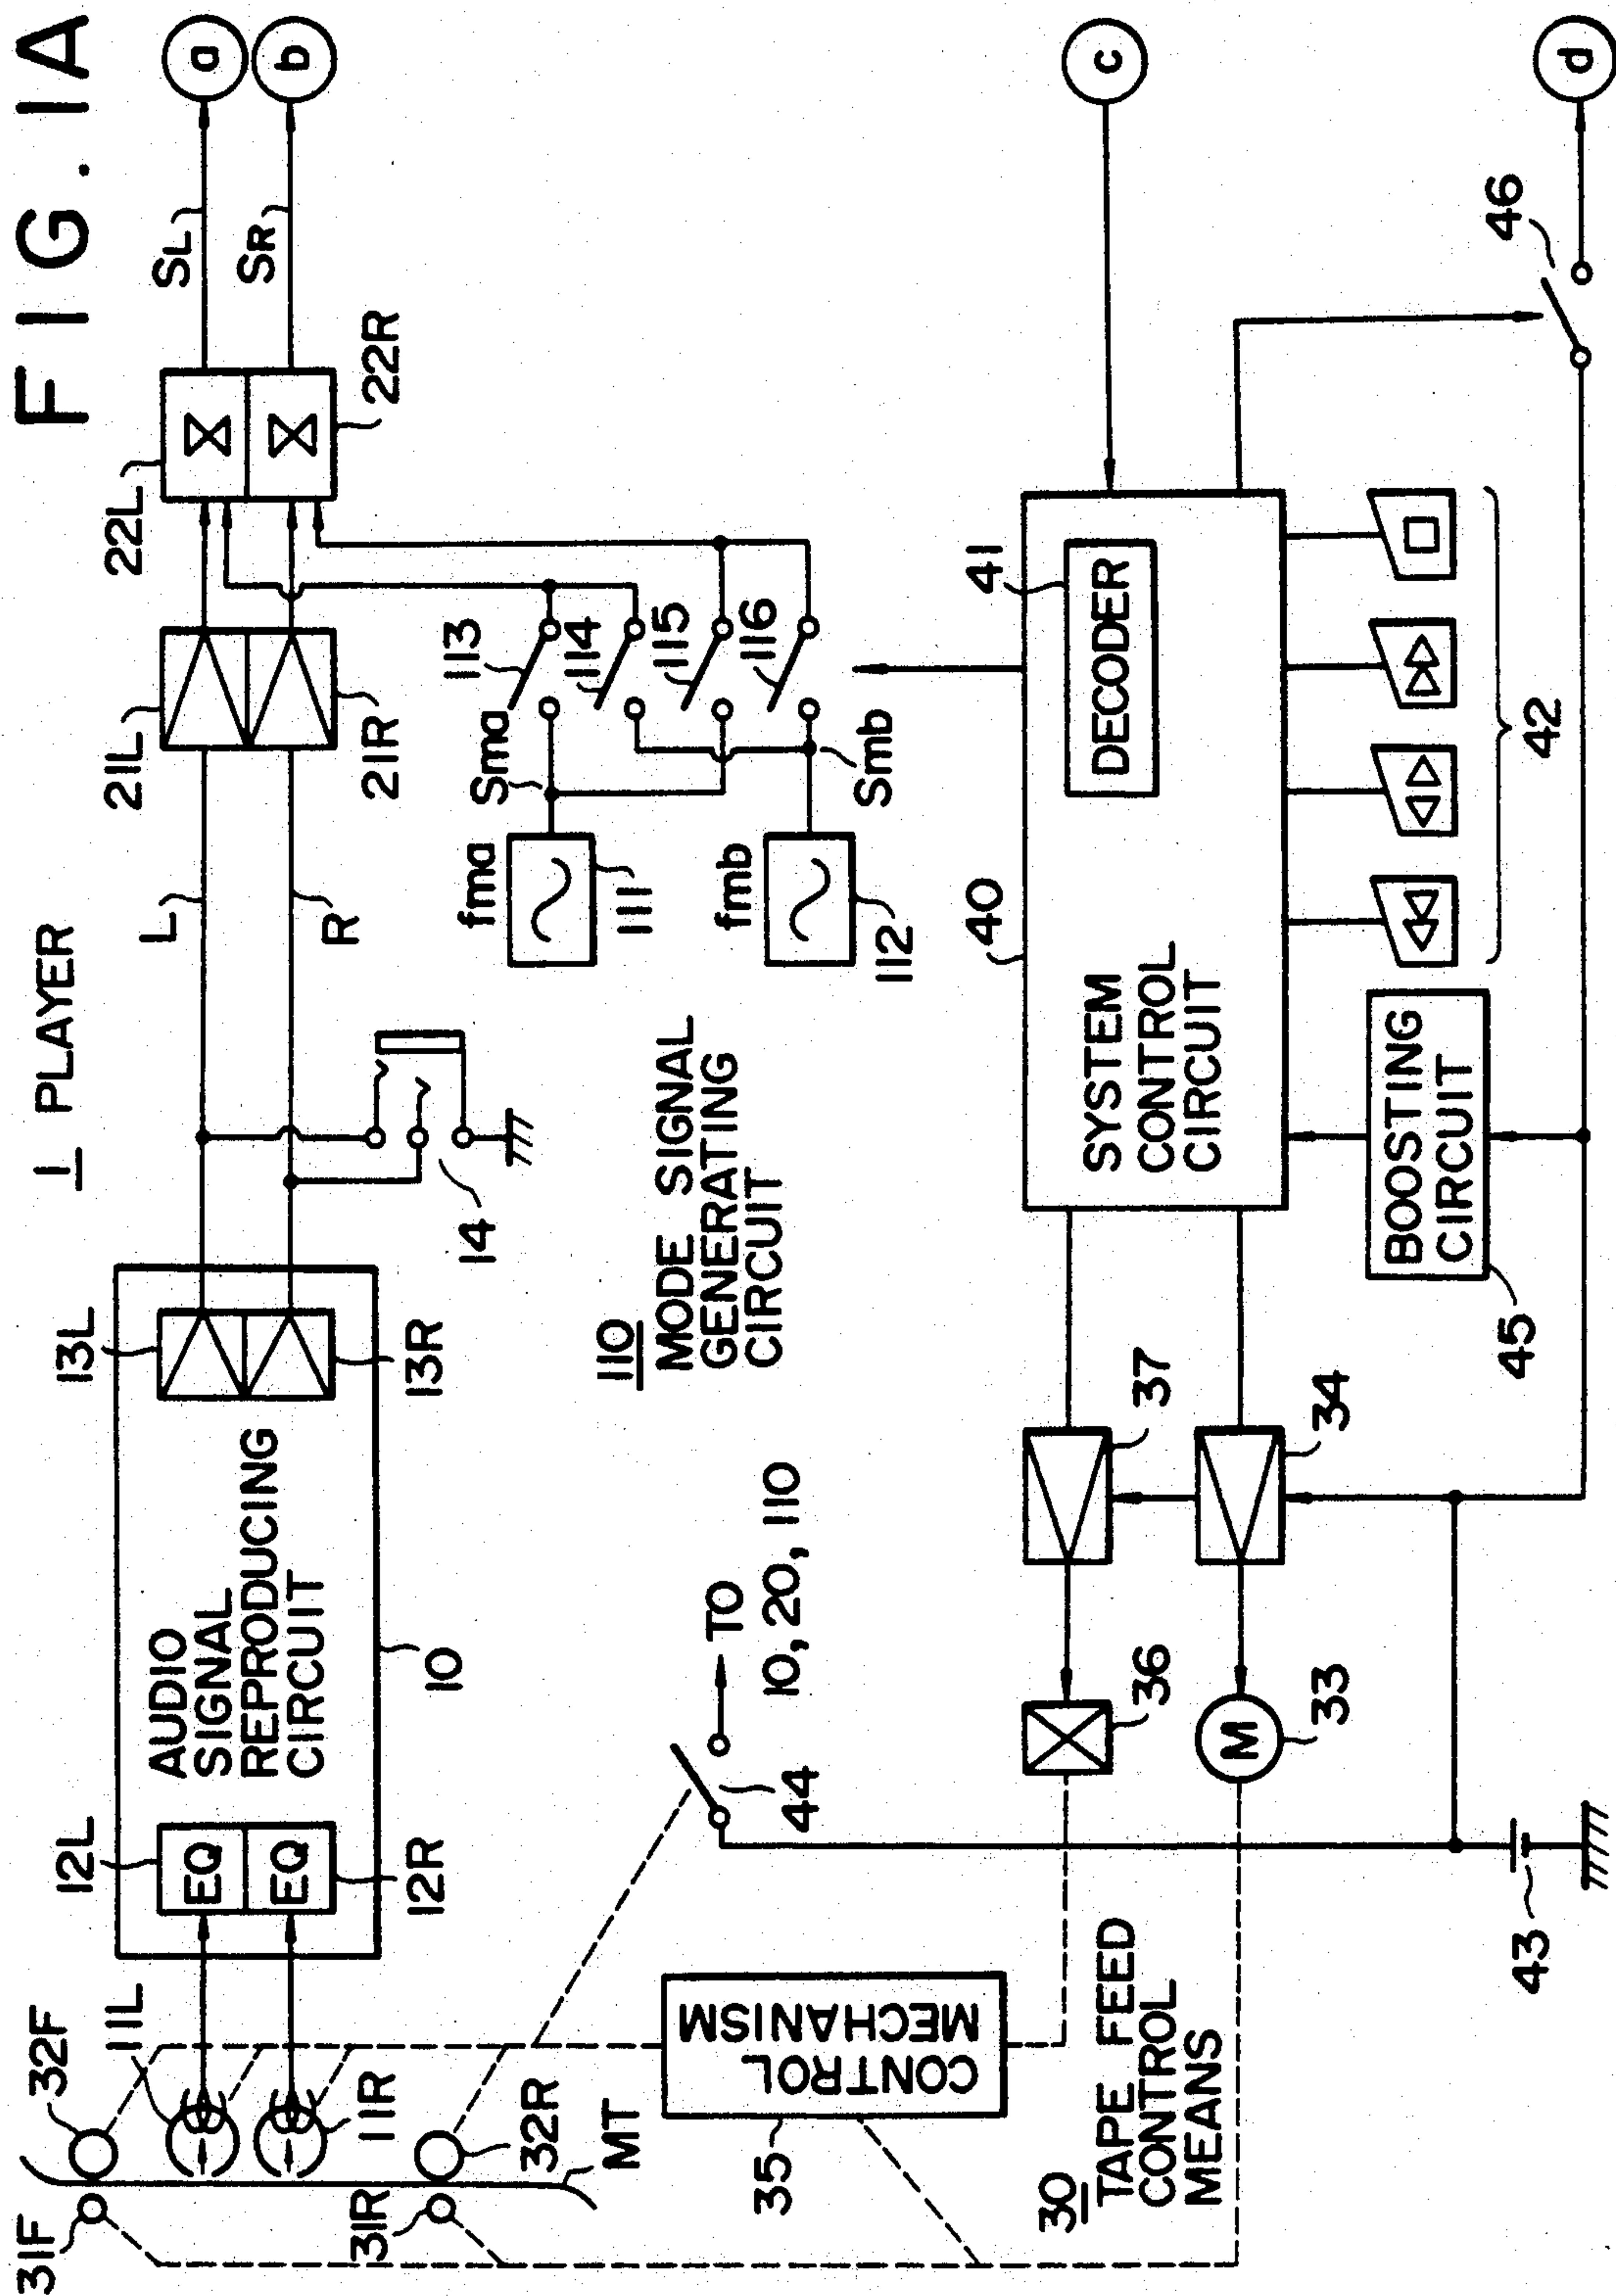 FIG. 1A
1 PLAYER
a
b
c
d
SL
SR
22L
22R
21L
21R
L
R
14
13L
13R
AUDIO
SIGNAL
REPRODUCING
CIRCUIT
10
12L
12R
EQ
EQ
11L
11R
32F
31F
32R
31R
MT
113
114
115
116
Sma
Smb
fma
fmb
111
112
110
MODE SIGNAL
GENERATING
CIRCUIT
TO
10, 20, 110
44
41
DECODER
40
SYSTEM
CONTROL
CIRCUIT
46
42
BOOSTING
CIRCUIT
45
37
34
36
M
33
43
CONTROL
MECHANISM
35
30
TAPE FEED
CONTROL
MEANS